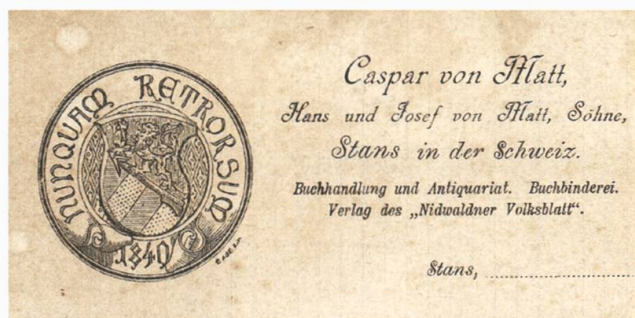 NUNQUAM RETRORSUM
1840
Caspar von Matt,
Hans und Josef von Matt, Söhne,
Stans in der Schweiz.
Buchhandlung und Antiquariat. Buchbinderei.
Verlag des „Nidwaldner Volksblatt“.
Stans,